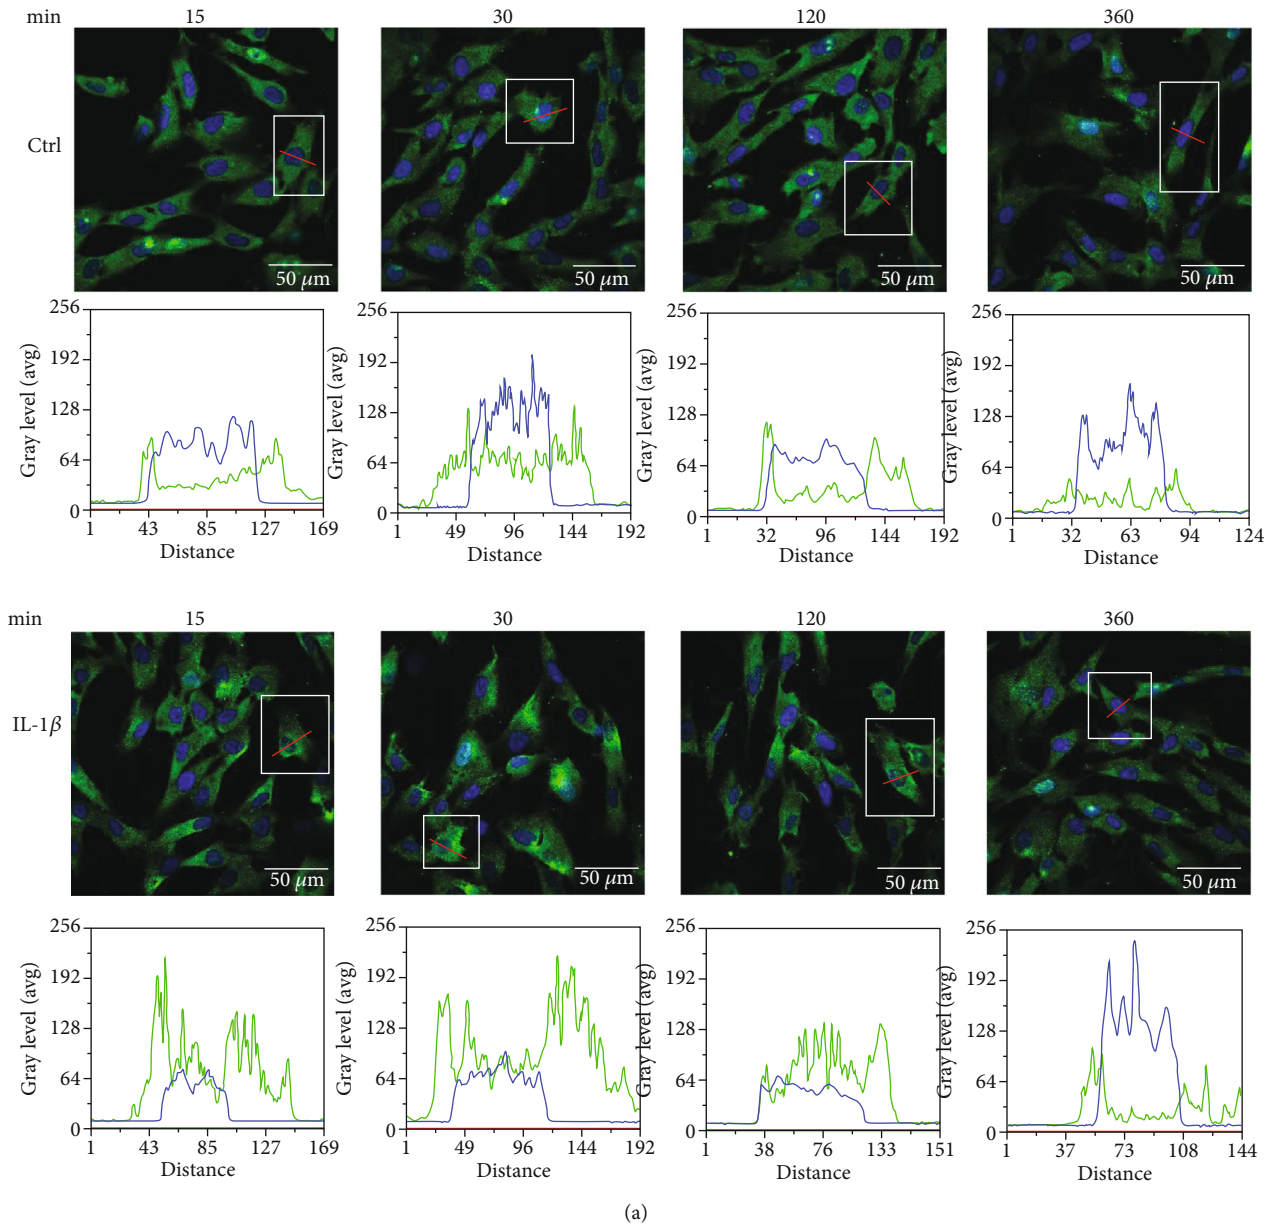 min 15 30 120 360
Ctrl
50 μm 50 μm 50 μm 50 μm
Gray level (avg)
256
192
128
64
0
1 43 85 127 169
Distance
Gray level (avg)
256
192
128
64
0
1 49 96 144 192
Distance
Gray level (avg)
256
192
128
64
0
1 32 96 144 192
Distance
Gray level (avg)
256
192
128
64
0
1 32 63 94 124
Distance
min 15 30 120 360
IL-1β
50 μm 50 μm 50 μm 50 μm
Gray level (avg)
256
192
128
64
0
1 43 85 127 169
Distance
Gray level (avg)
256
192
128
64
0
1 49 96 144 192
Distance
Gray level (avg)
256
192
128
64
0
1 38 76 133 151
Distance
Gray level (avg)
256
192
128
64
0
1 37 73 108 144
Distance
(a)